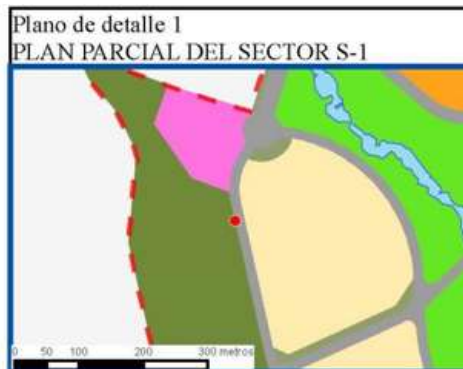 Plano de detalle 1
PLAN PARCIAL DEL SECTOR S-1
0 50 100 200 300 metros